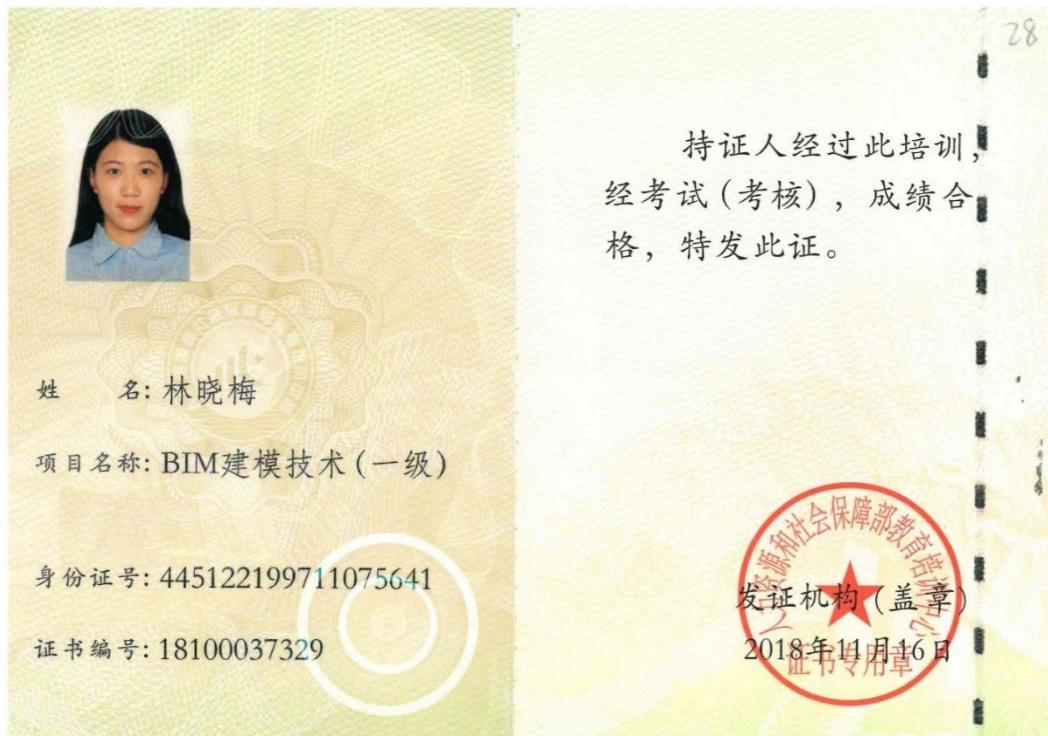 28
姓 名: 林晓梅
项目名称: BIM建模技术(一级)
身份证号: 445122199711075641
证书编号: 18100037329
持证人经过此培训,
经考试(考核), 成绩合
格, 特发此证。
人力资源和社会保障部教育培训中心
发证机构(盖章)
2018年11月16日
证书专用章